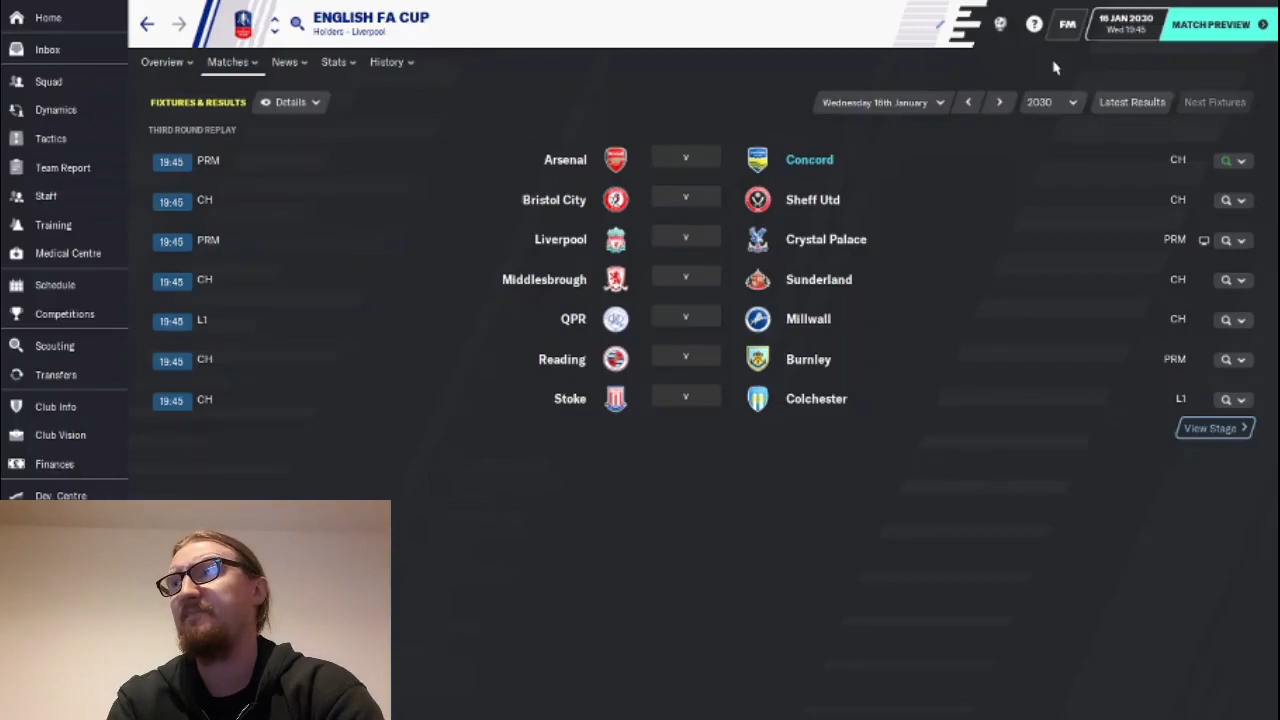 Home
ENGLISH FA CUP
Holders - Liverpool
FM
16 JAN 2030
Wed 19:45
MATCH PREVIEW
Inbox
Squad
Dynamics
Tactics
Team Report
Staff
Training
Medical Centre
Schedule
Competitions
Scouting
Transfers
Club Info
Club Vision
Finances
Dev. Centre
Overview
Matches
News
Stats
History
FIXTURES & RESULTS
Details
Wednesday 16th January
2030
Latest Results
Next Fixtures
THIRD ROUND REPLAY
19:45 PRM Arsenal v Concord CH
19:45 CH Bristol City v Sheff Utd CH
19:45 PRM Liverpool v Crystal Palace PRM
19:45 CH Middlesbrough v Sunderland CH
19:45 L1 QPR v Millwall CH
19:45 CH Reading v Burnley PRM
19:45 CH Stoke v Colchester L1
View Stage